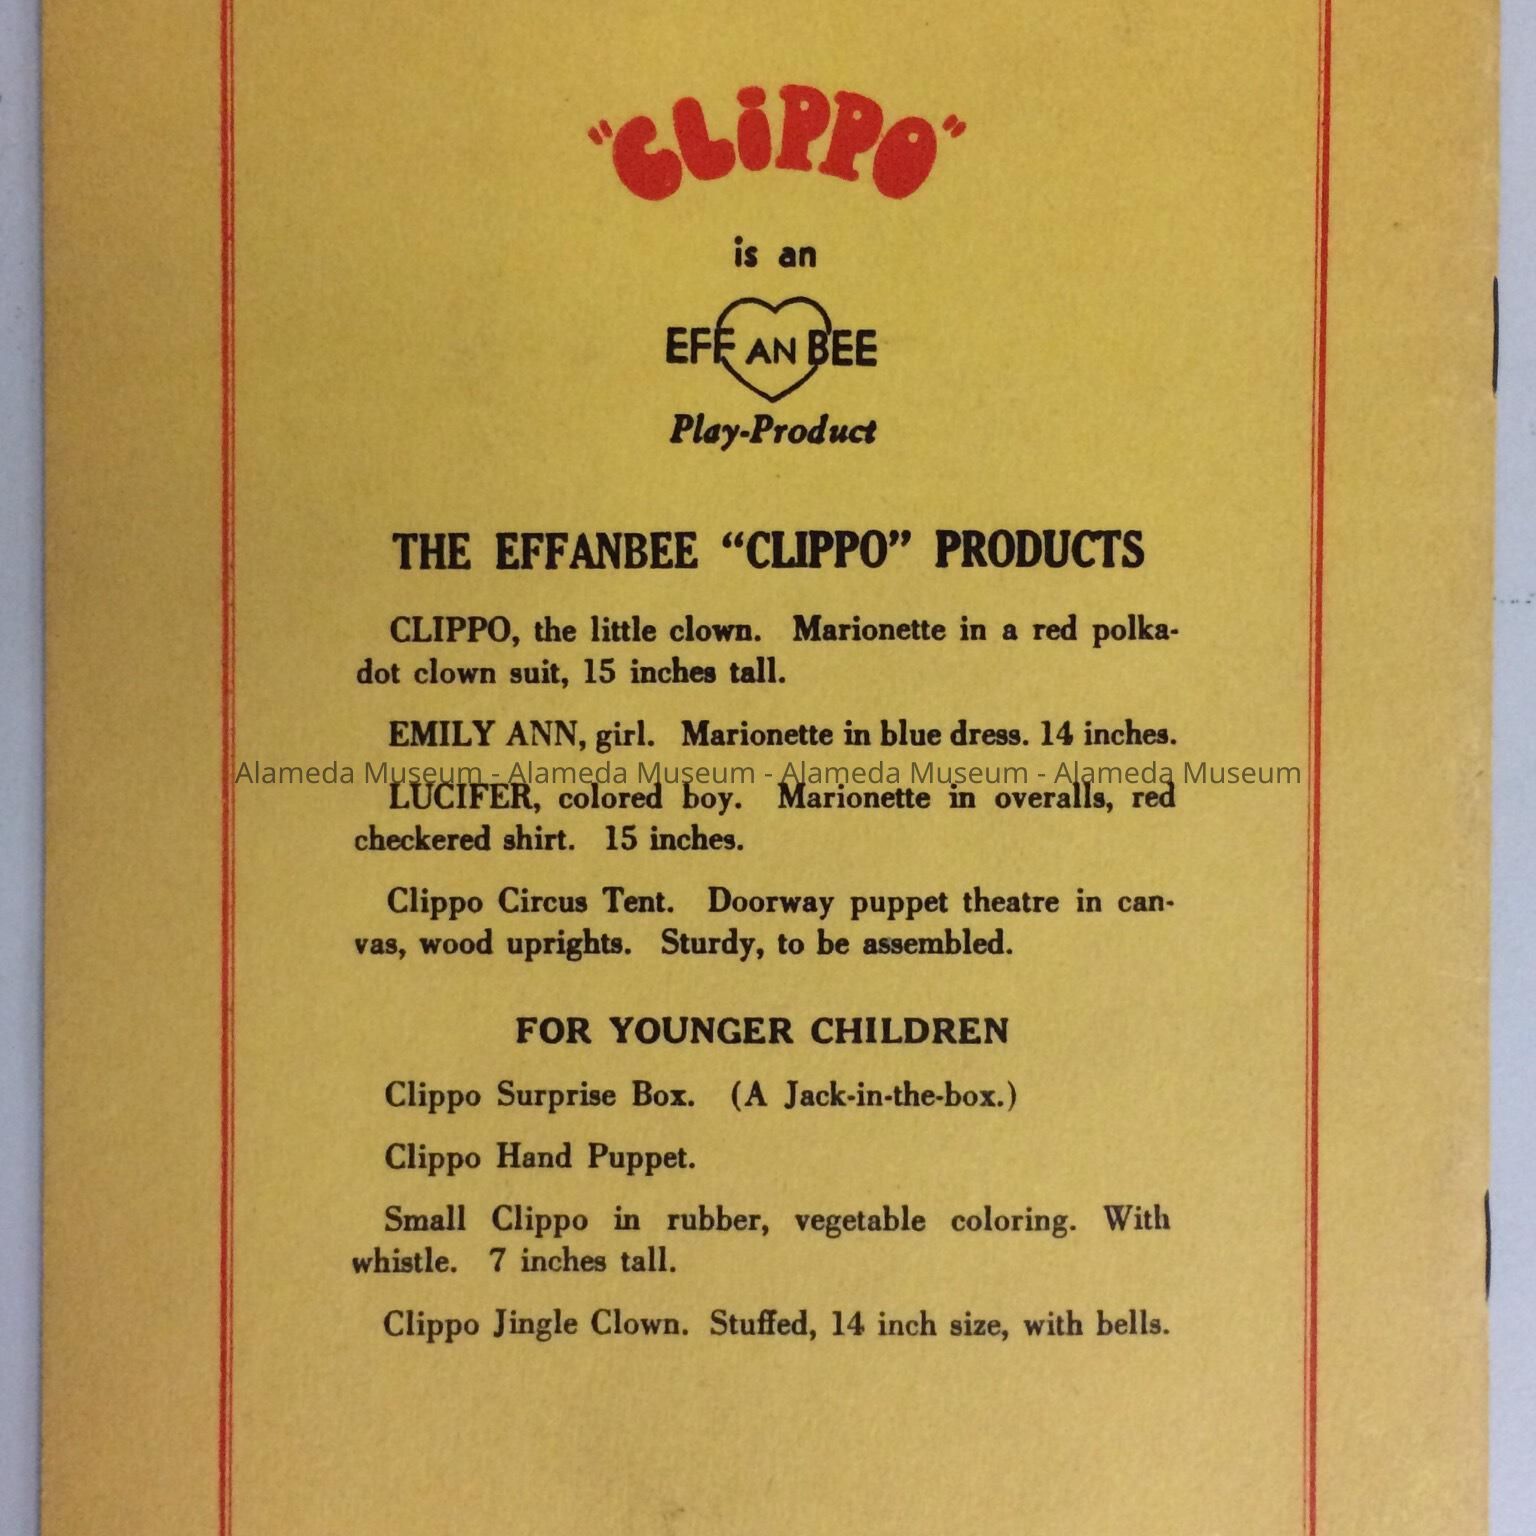 "CLiPPO"
is an
EFF AN BEE
Play-Product
THE EFFANBEE “CLIPPO” PRODUCTS
CLIPPO, the little clown. Marionette in a red polka-
dot clown suit, 15 inches tall.
EMILY ANN, girl. Marionette in blue dress. 14 inches.
Alameda Museum - Alameda Museum - Alameda Museum - Alameda Museum
LUCIFER, colored boy. Marionette in overalls, red
checkered shirt. 15 inches.
Clippo Circus Tent. Doorway puppet theatre in can-
vas, wood uprights. Sturdy, to be assembled.
FOR YOUNGER CHILDREN
Clippo Surprise Box. (A Jack-in-the-box.)
Clippo Hand Puppet.
Small Clippo in rubber, vegetable coloring. With
whistle. 7 inches tall.
Clippo Jingle Clown. Stuffed, 14 inch size, with bells.